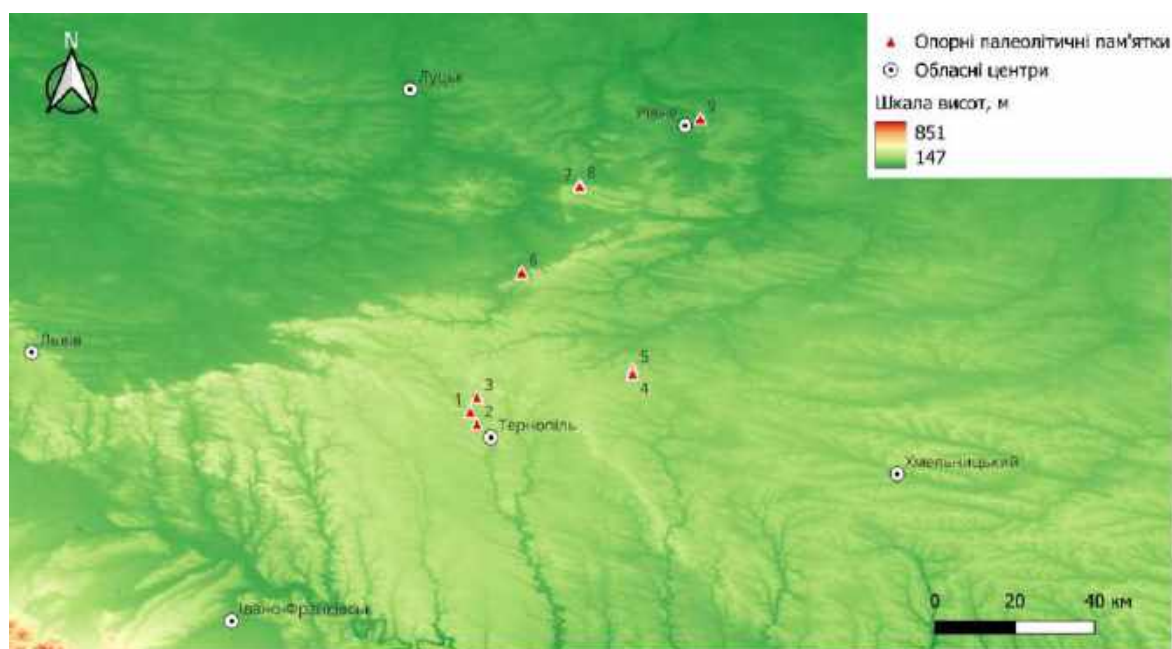 N
Опорні палеолітичні пам'ятки
Обласні центри
Шкала висот, м
851
147
Луцьк
Рівне
9
7 8
6
Львів
5
4
3
1
2
Тернопіль
Хмельницький
Івано-Франківськ
0 20 40 км